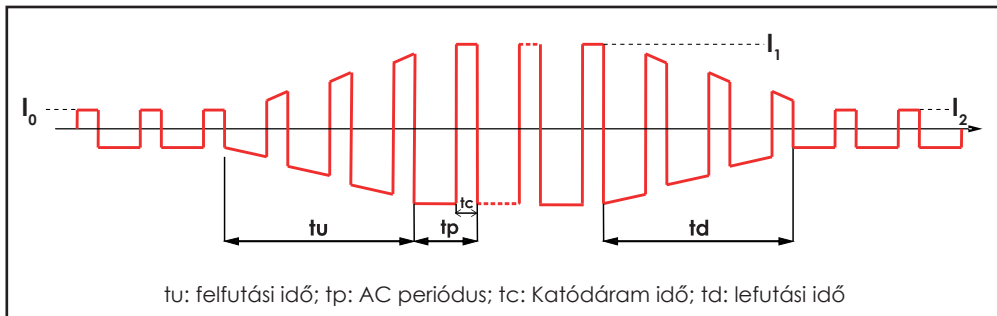 I₁
I₀
I₂
tc
tu
tp
td
tu: felfutási idő; tp: AC periódus; tc: Katódáram idő; td: lefutási idő